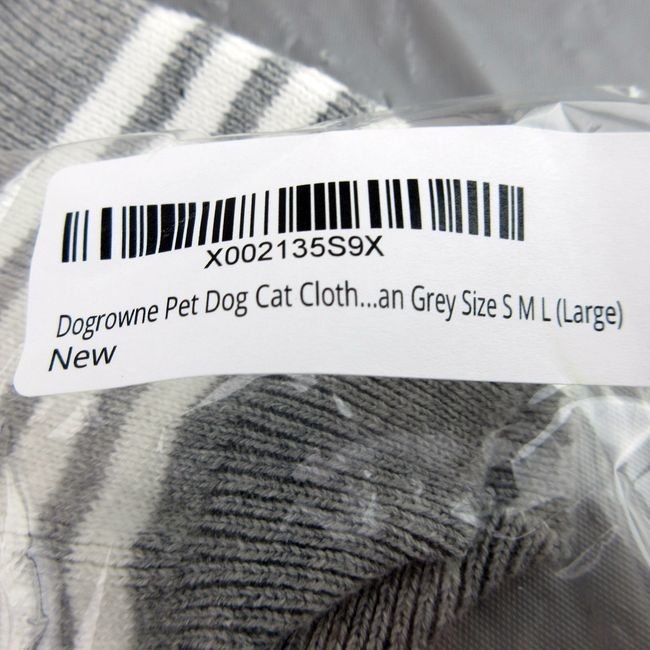 X002135S9X
Dogrowne Pet Dog Cat Cloth...an Grey Size S M L (Large)
New